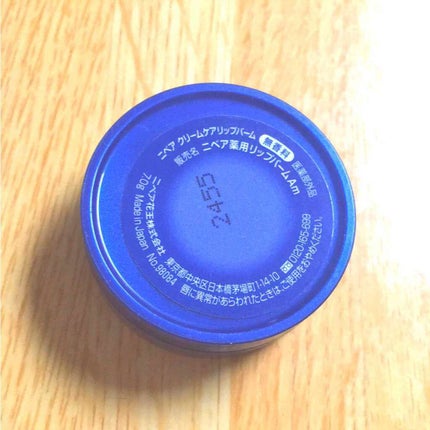 ニベア クリームケアリップバーム 無香料 医薬部外品
販売名 ニベア薬用リップバームAm
2455
ニベア花王株式会社 東京都中央区日本橋茅場町1-14-10 0120-165-699
70g Made in Japan No.98084 唇に異常があらわれたときは、ご使用をおやめください。